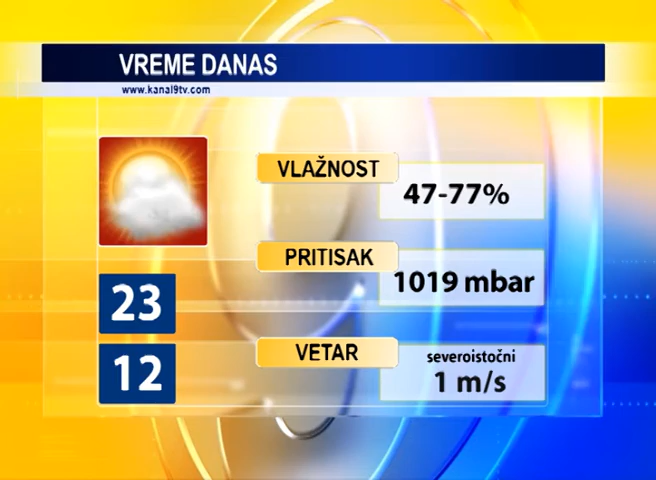 VREME DANAS
www.kanal9tv.com
VLAŽNOST
47-77%
PRITISAK
1019 mbar
23
12
VETAR
severoistočni
1 m/s